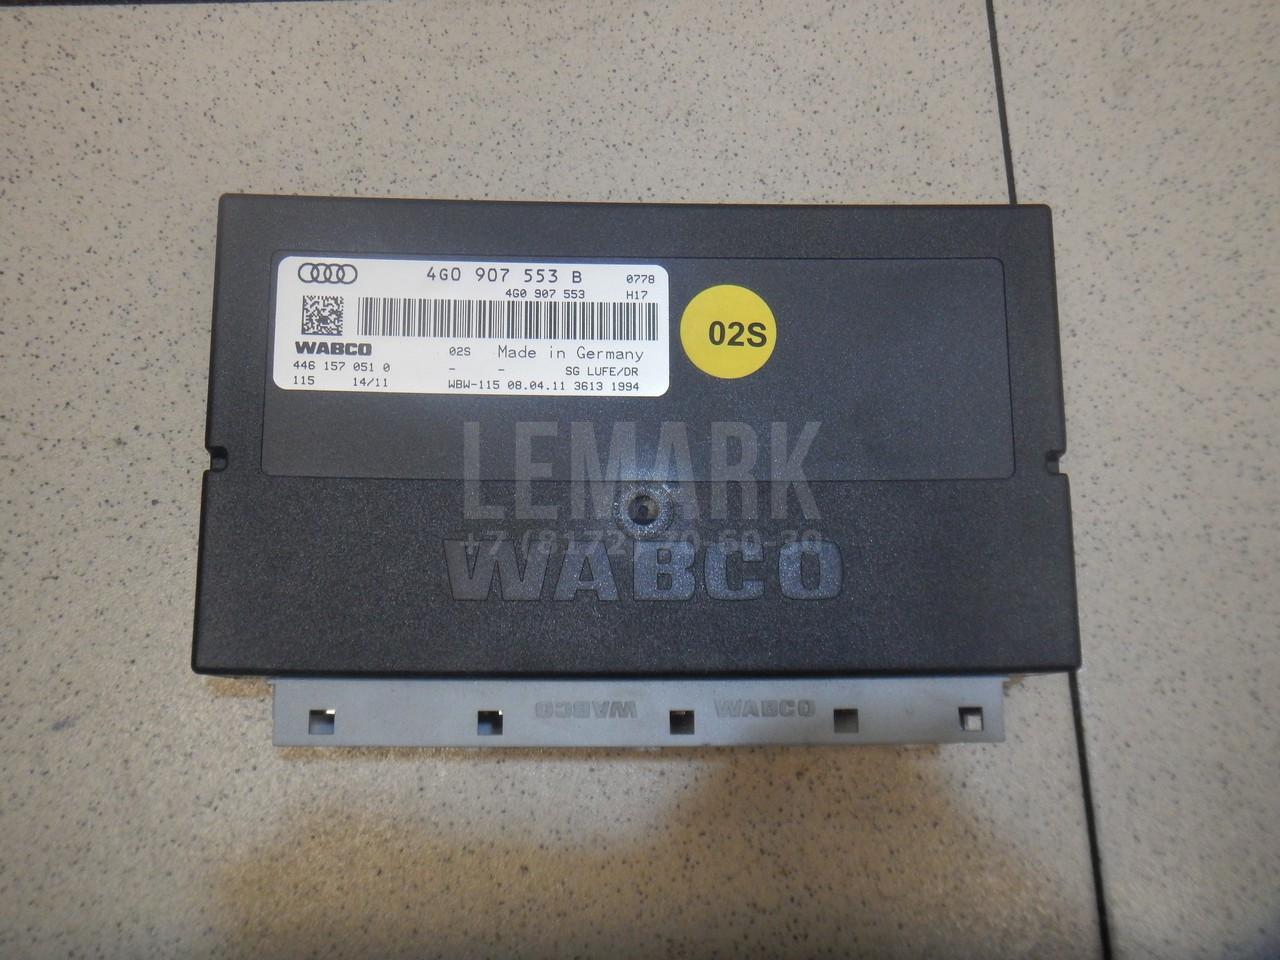 4G0 907 553 B 0778
4G0 907 553 H17
WABCO 02S Made in Germany
446 157 051 0 - - SG LUFE/DR
115 14/11 WBW-115 08.04.11 3613 1994
02S
LEMARK
+7 (8172) 70-60-30
WABCO
WABCO WABCO